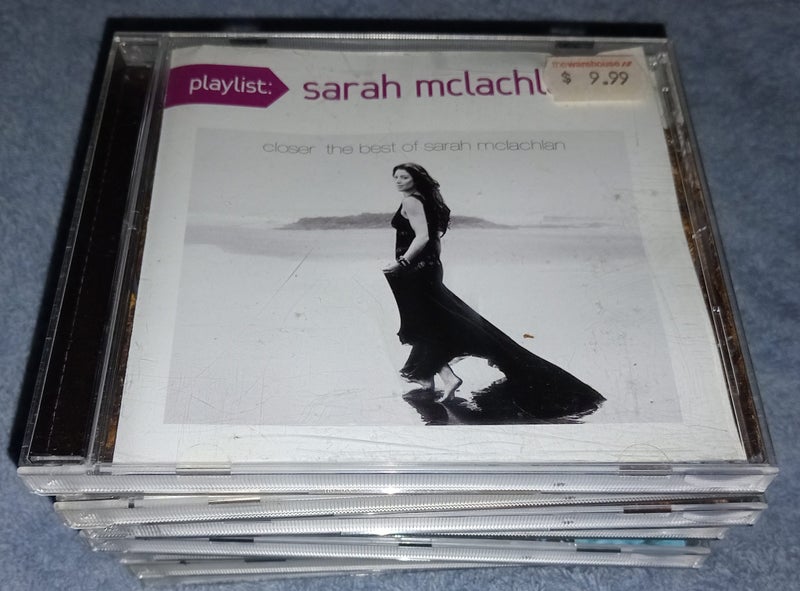 playlist:
sarah mclachl
thewarehouse
$ 9.99
closer the best of sarah mclachlan